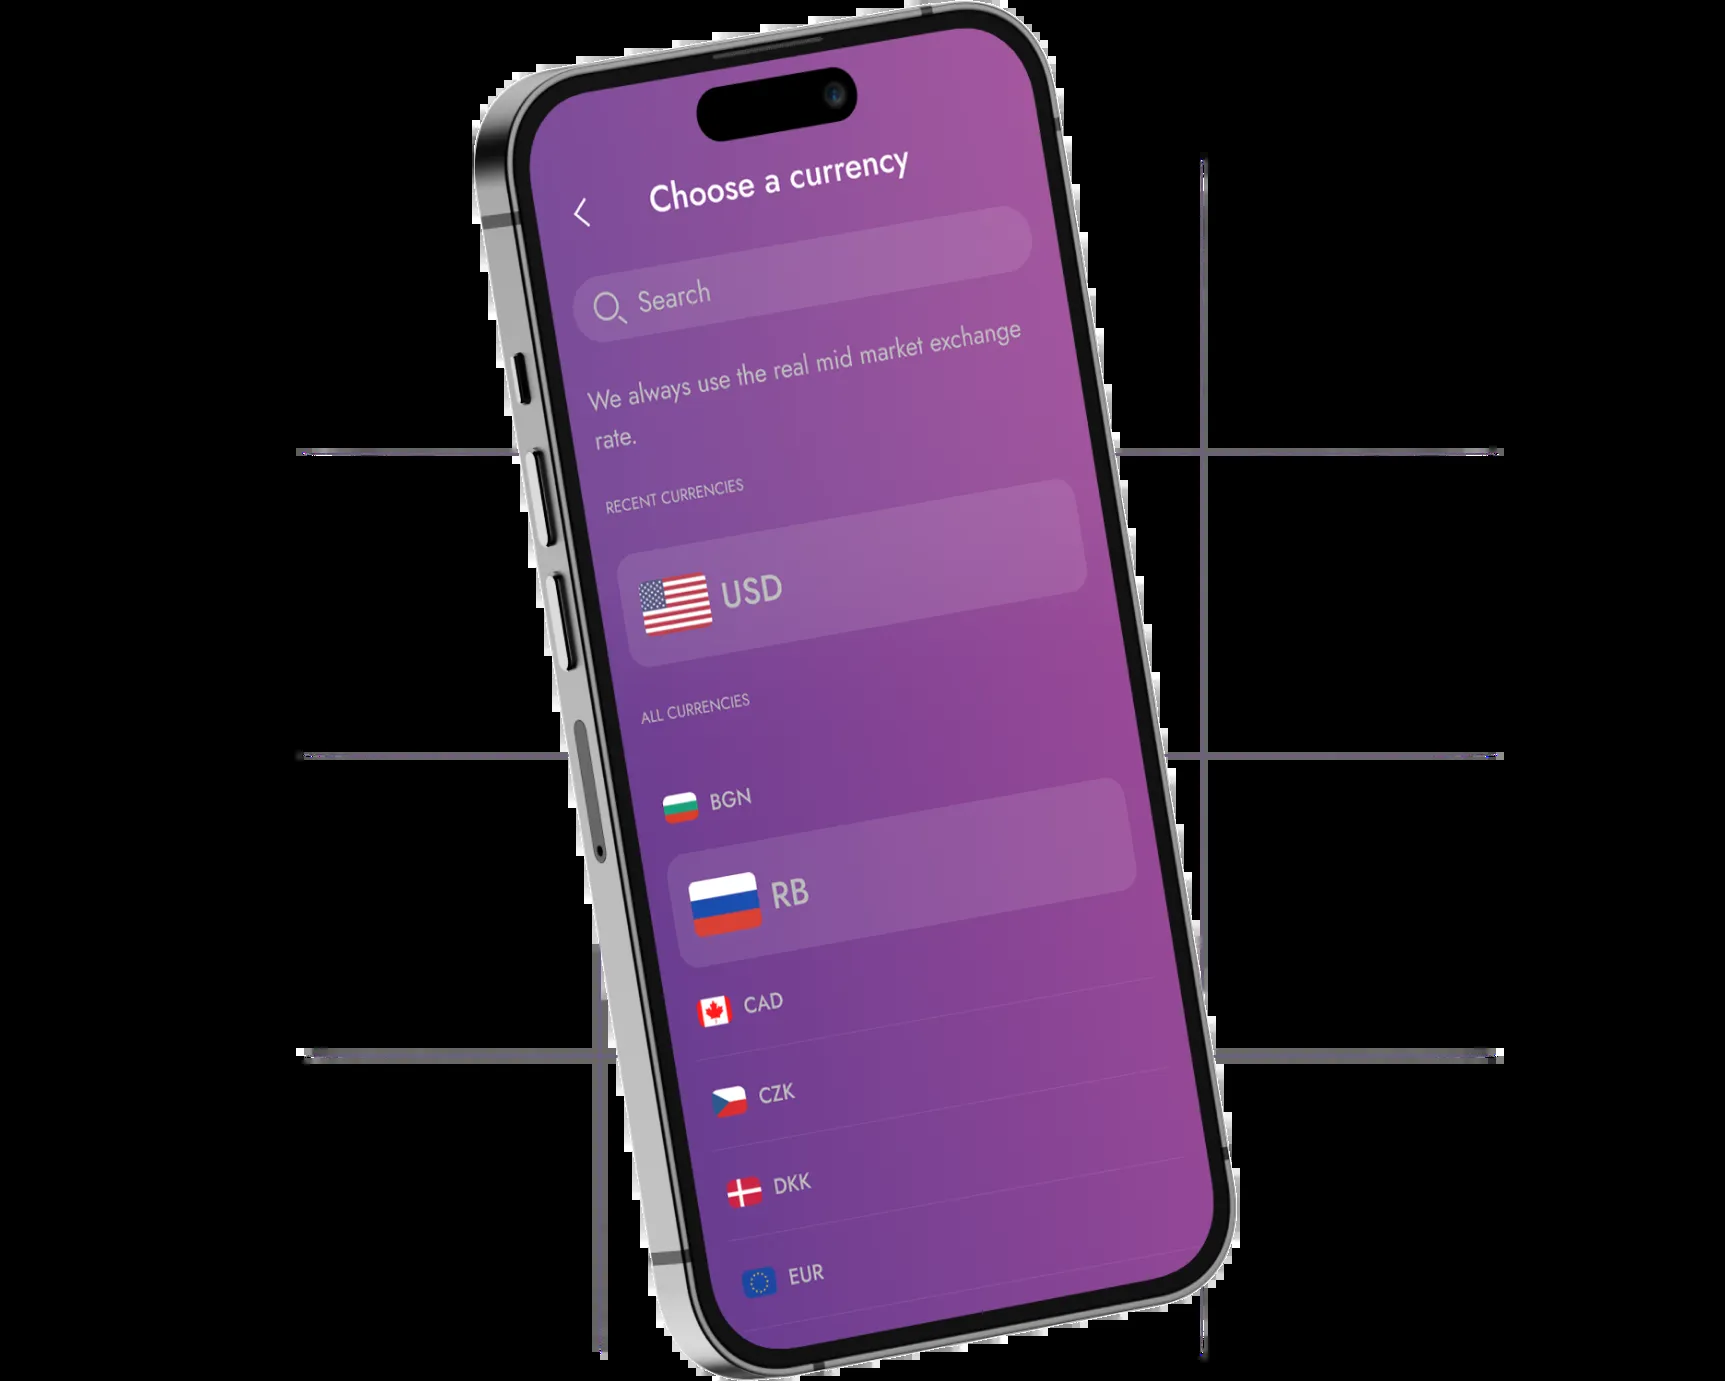 Choose a currency
Search
We always use the real mid market exchange
rate.
RECENT CURRENCIES
USD
ALL CURRENCIES
BGN
RB
CAD
CZK
DKK
EUR